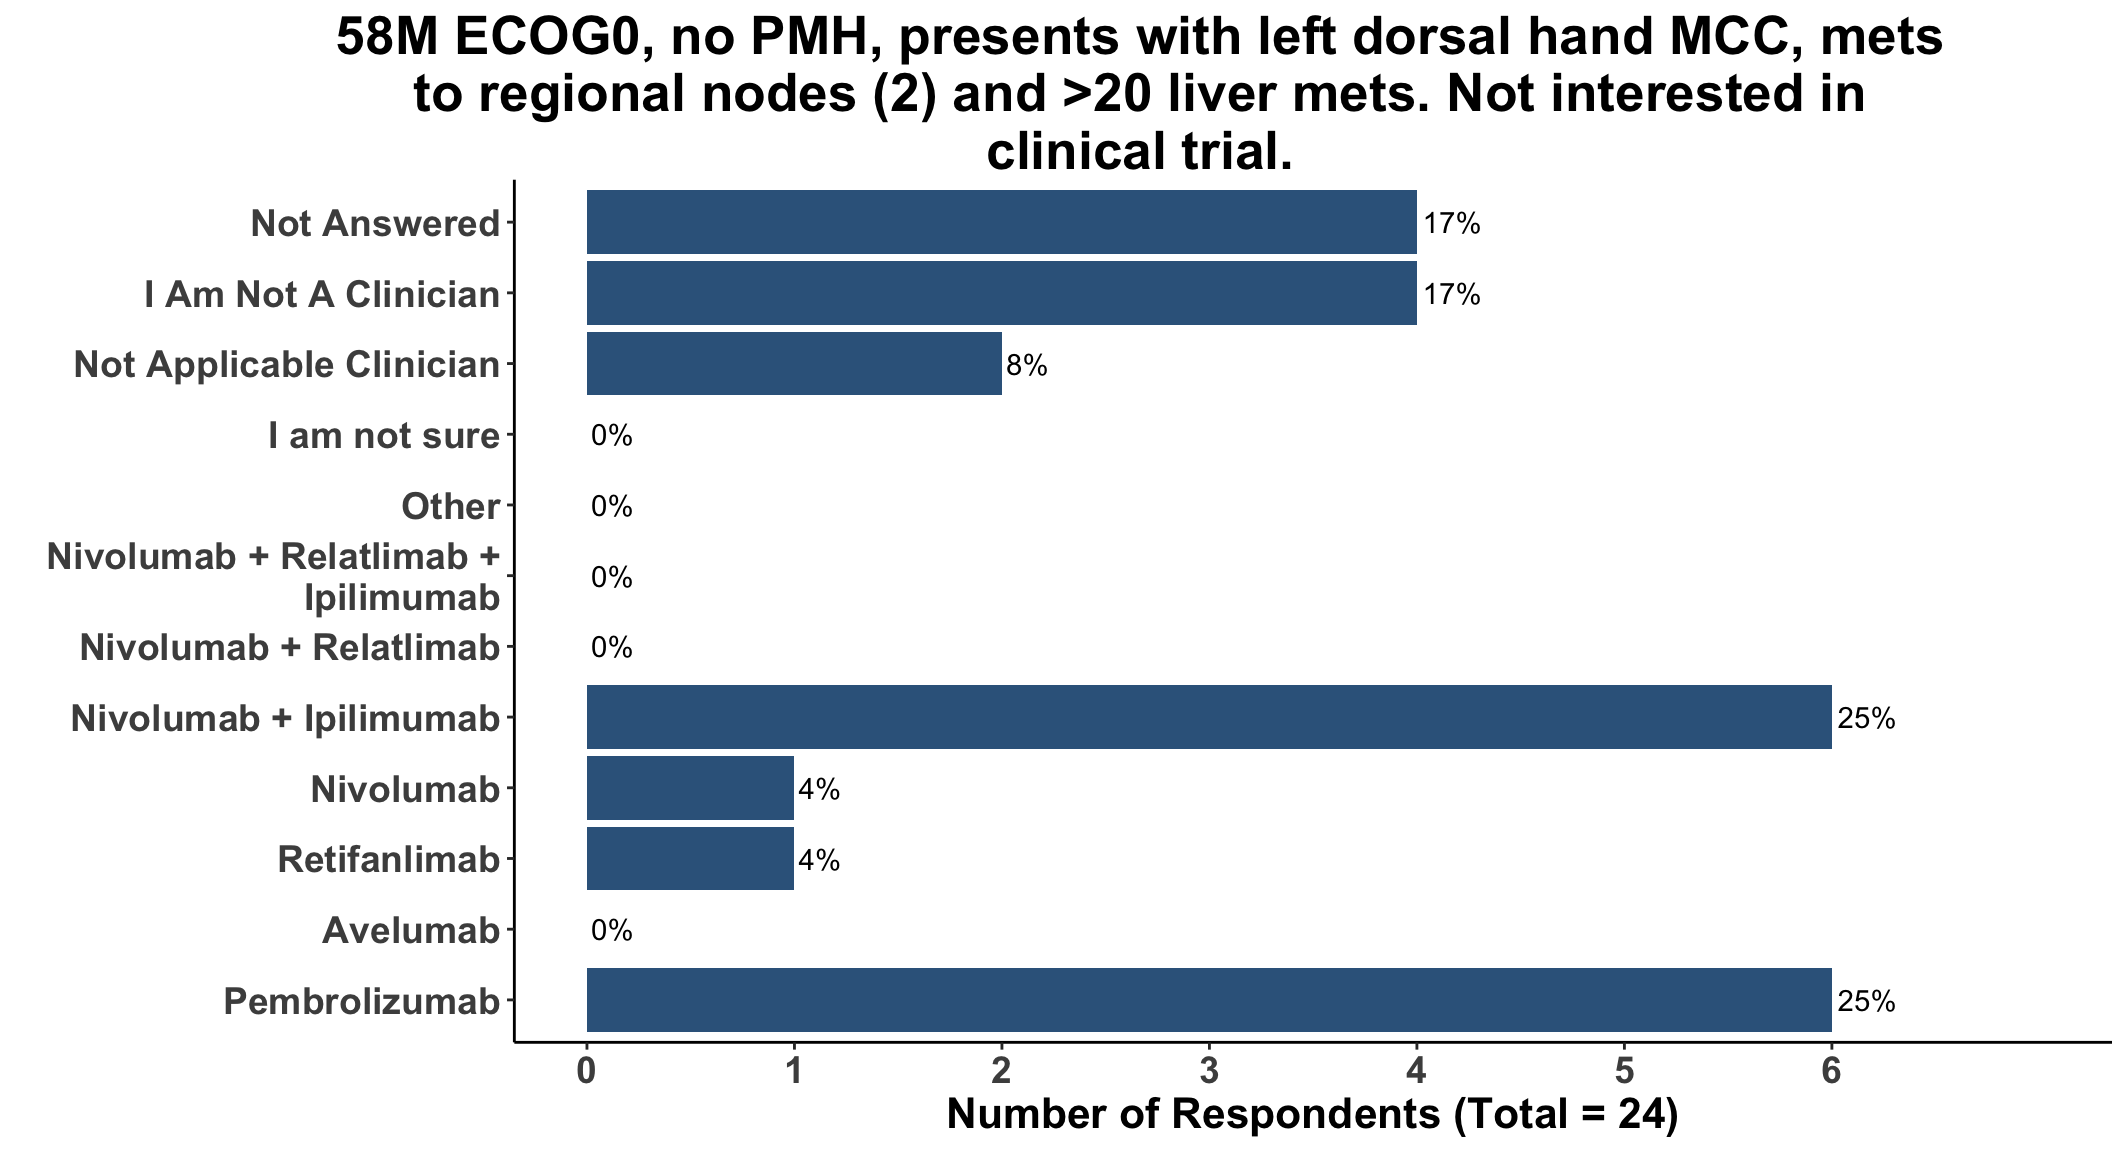 58M ECOG0, no PMH, presents with left dorsal hand MCC, mets
to regional nodes (2) and >20 liver mets. Not interested in
clinical trial.
Not Answered 17%
I Am Not A Clinician 17%
Not Applicable Clinician 8%
I am not sure 0%
Other 0%
Nivolumab + Relatlimab +
Ipilimumab 0%
Nivolumab + Relatlimab 0%
Nivolumab + Ipilimumab 25%
Nivolumab 4%
Retifanlimab 4%
Avelumab 0%
Pembrolizumab 25%
0 1 2 3 4 5 6
Number of Respondents (Total = 24)